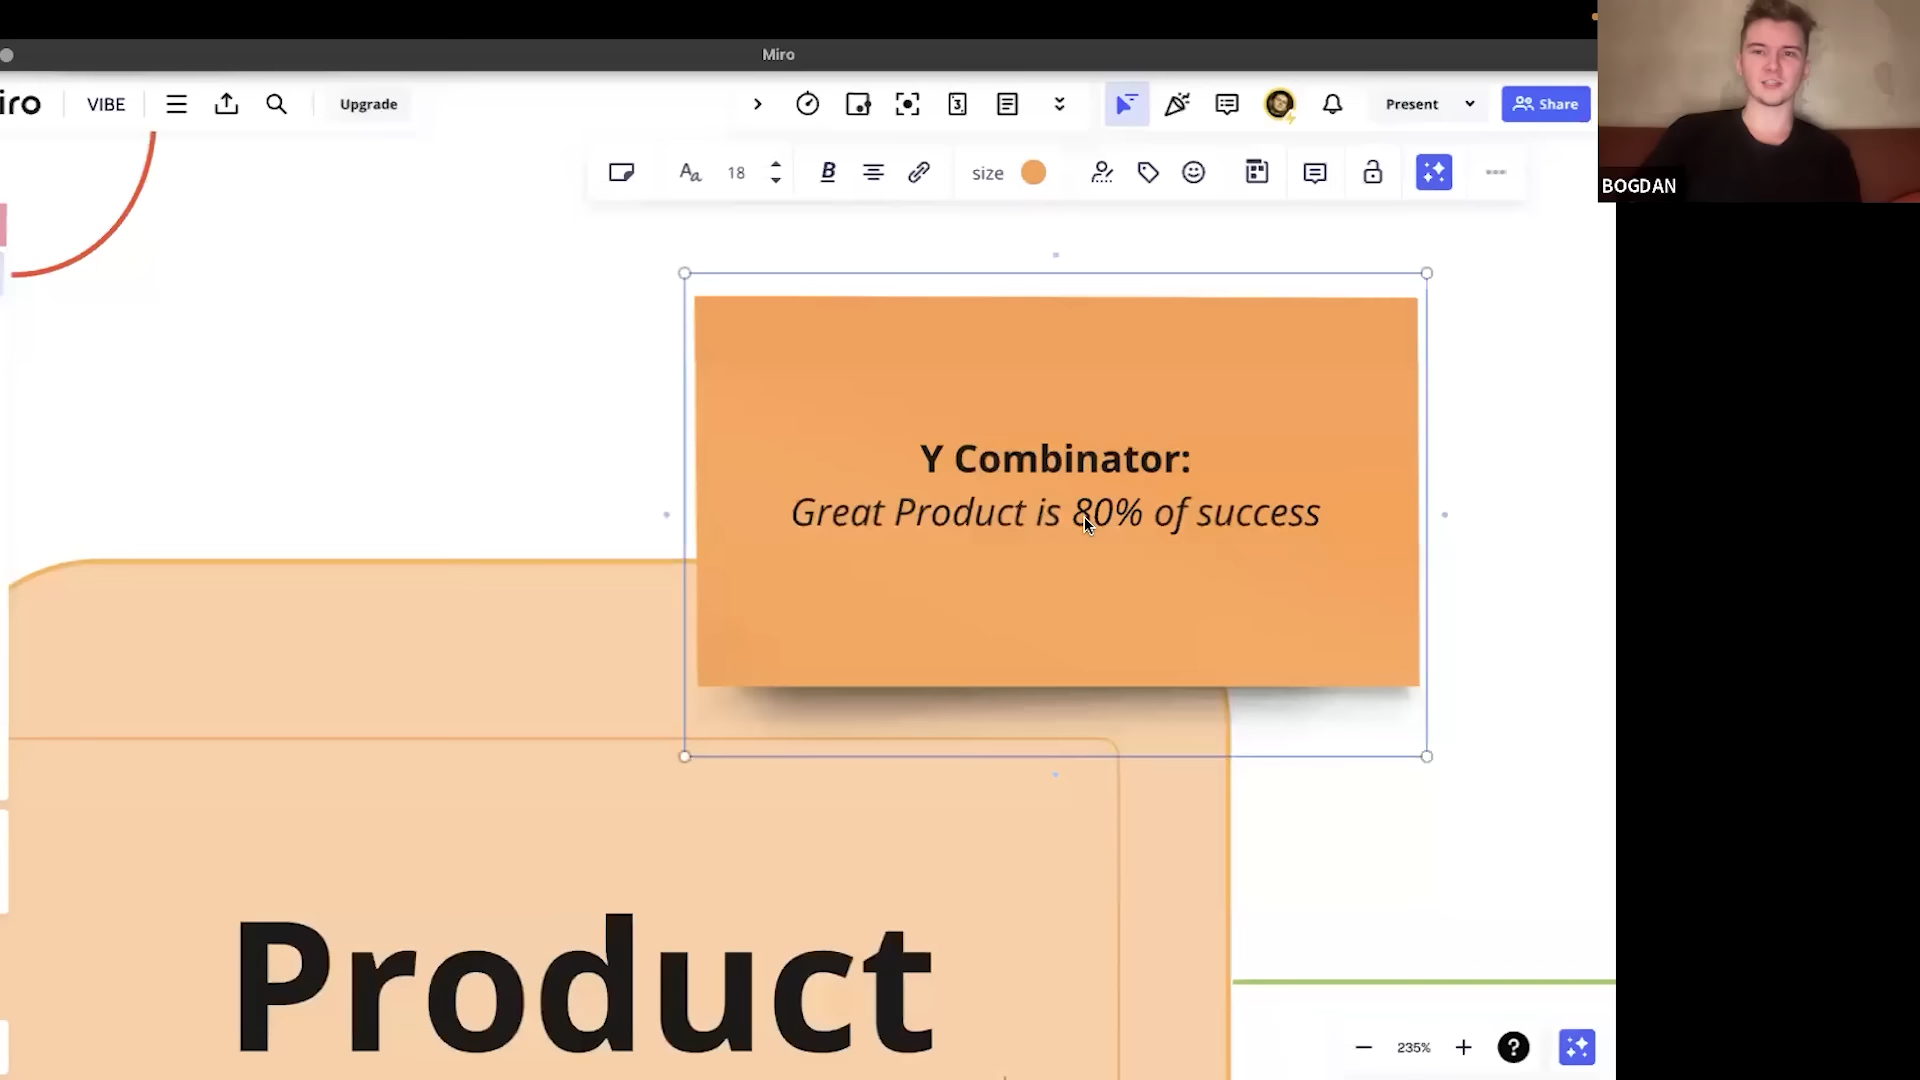 Miro
iro
VIBE
Upgrade
Present
Share
BOGDAN
18
B
size
Y Combinator:
Great Product is 80% of success
Product
235%
?